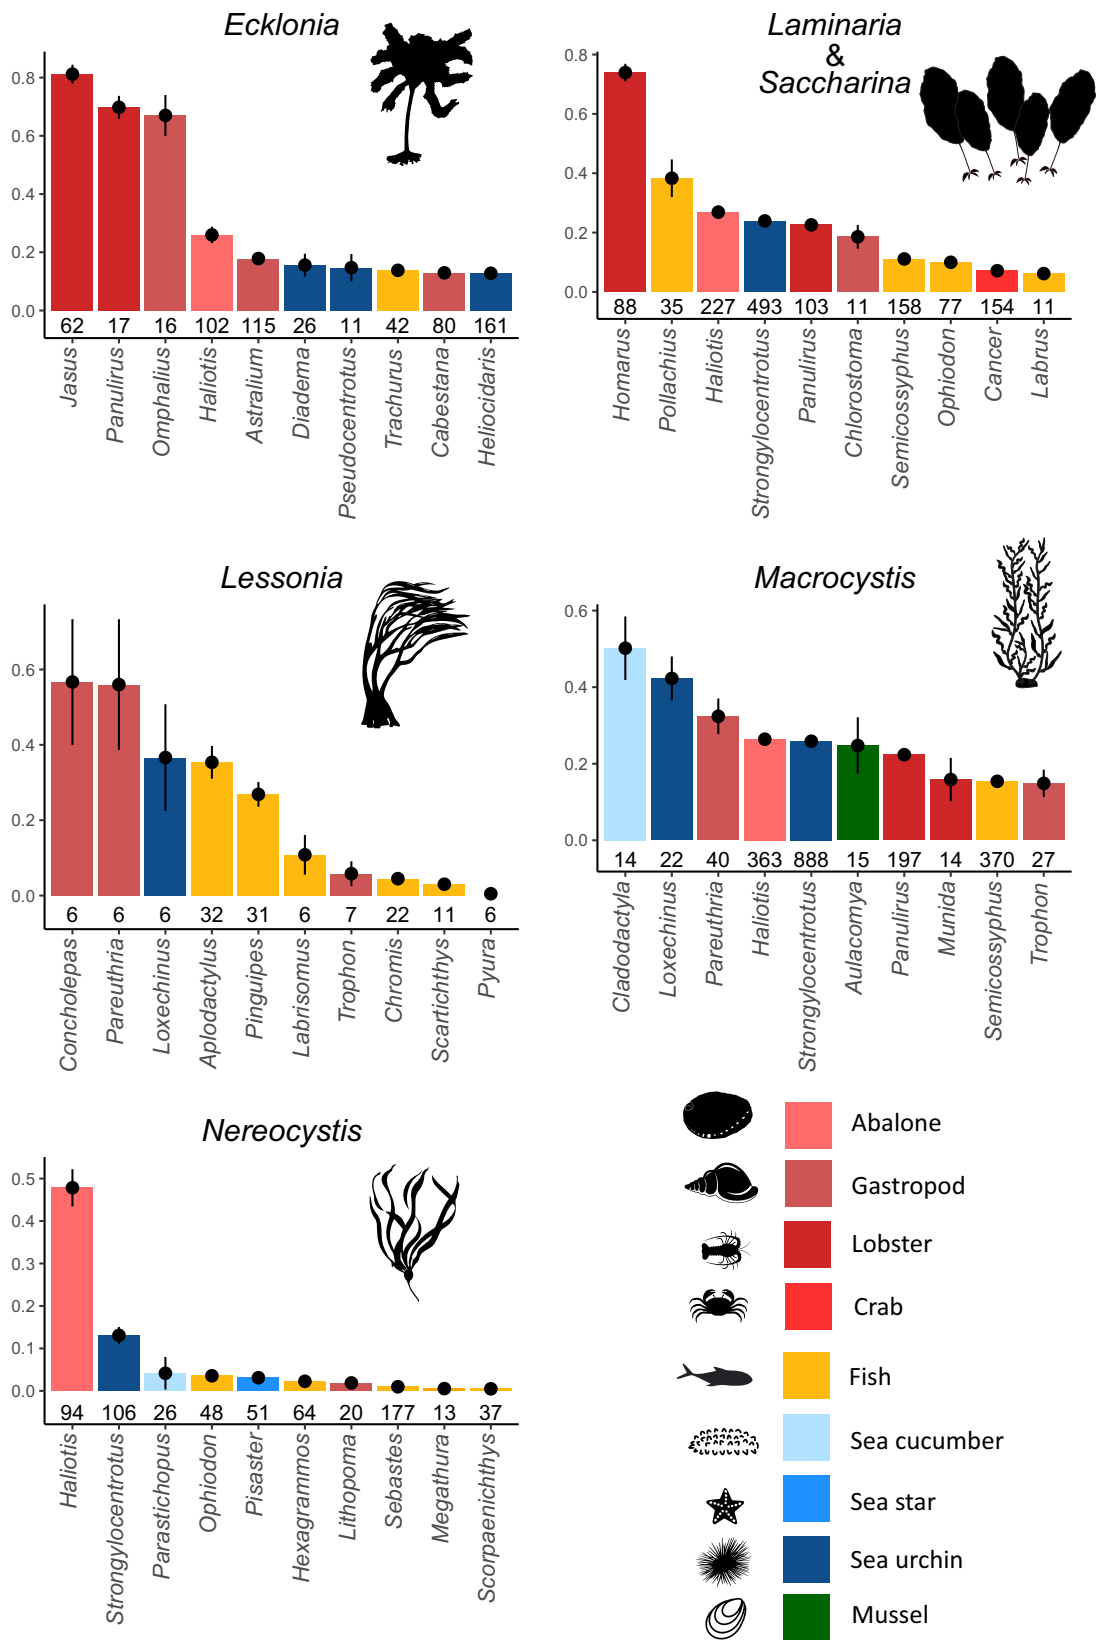 Ecklonia
0.8
0.6
0.4
0.2
0.0
62 17 16 102 115 26 11 42 80 161
Jasus
Panulirus
Omphalius
Haliotis
Astralium
Diadema
Pseudocentrotus
Trachurus
Cabestana
Heliocidaris
Laminaria
&
Saccharina
0.8
0.6
0.4
0.2
0.0
88 35 227 493 103 11 158 77 154 11
Homarus
Pollachius
Haliotis
Strongylocentrotus
Panulirus
Chlorostoma
Semicossyphus
Ophiodon
Cancer
Labrus
Lessonia
0.6
0.4
0.2
0.0
6 6 6 32 31 6 7 22 11 6
Concholepas
Pareuthria
Loxechinus
Aplodactylus
Pinguipes
Labrisomus
Trophon
Chromis
Scartichthys
Pyura
Macrocystis
0.6
0.4
0.2
0.0
14 22 40 363 888 15 197 14 370 27
Cladodactyla
Loxechinus
Pareuthria
Haliotis
Strongylocentrotus
Aulacomya
Panulirus
Munida
Semicossyphus
Trophon
Nereocystis
0.5
0.4
0.3
0.2
0.1
0.0
94 106 26 48 51 64 20 177 13 37
Haliotis
Strongylocentrotus
Parastichopus
Ophiodon
Pisaster
Hexagrammos
Lithopoma
Sebastes
Megathura
Scorpaenichthys
Abalone
Gastropod
Lobster
Crab
Fish
Sea cucumber
Sea star
Sea urchin
Mussel